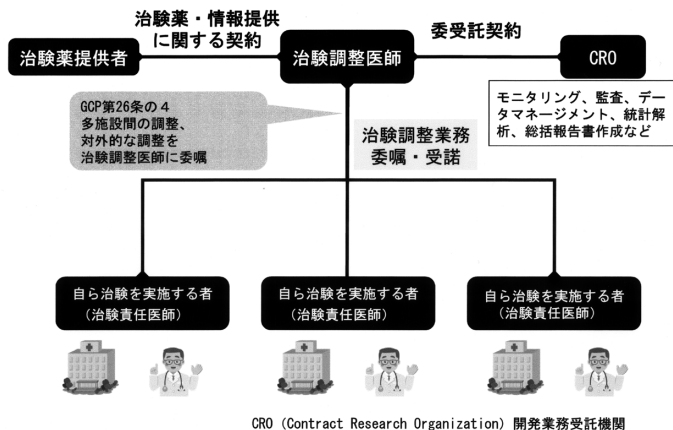 治験薬・情報提供
に関する契約
委受託契約
治験薬提供者
治験調整医師
CRO
GCP第26条の4
多施設間の調整、
対外的な調整を
治験調整医師に委嘱
モニタリング、監査、デー
タマネージメント、統計解
析、総括報告書作成など
治験調整業務
委嘱・受諾
自ら治験を実施する者
(治験責任医師)
自ら治験を実施する者
(治験責任医師)
自ら治験を実施する者
(治験責任医師)
CRO (Contract Research Organization) 開発業務受託機関